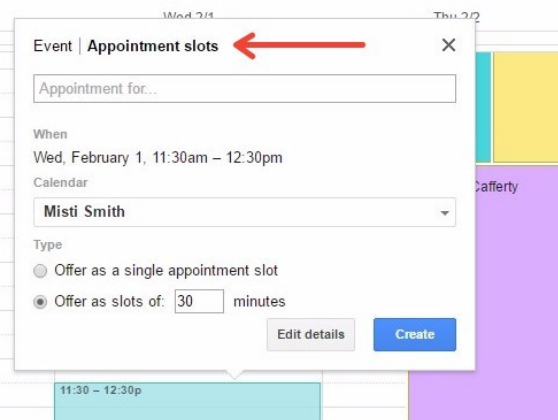 Wed 2/1
Thu 2/2
Event | Appointment slots
Appointment for...
When
Wed, February 1, 11:30am – 12:30pm
Calendar
Misti Smith
Type
Offer as a single appointment slot
Offer as slots of: 30 minutes
Edit details
Create
Cafferty
11:30 – 12:30p